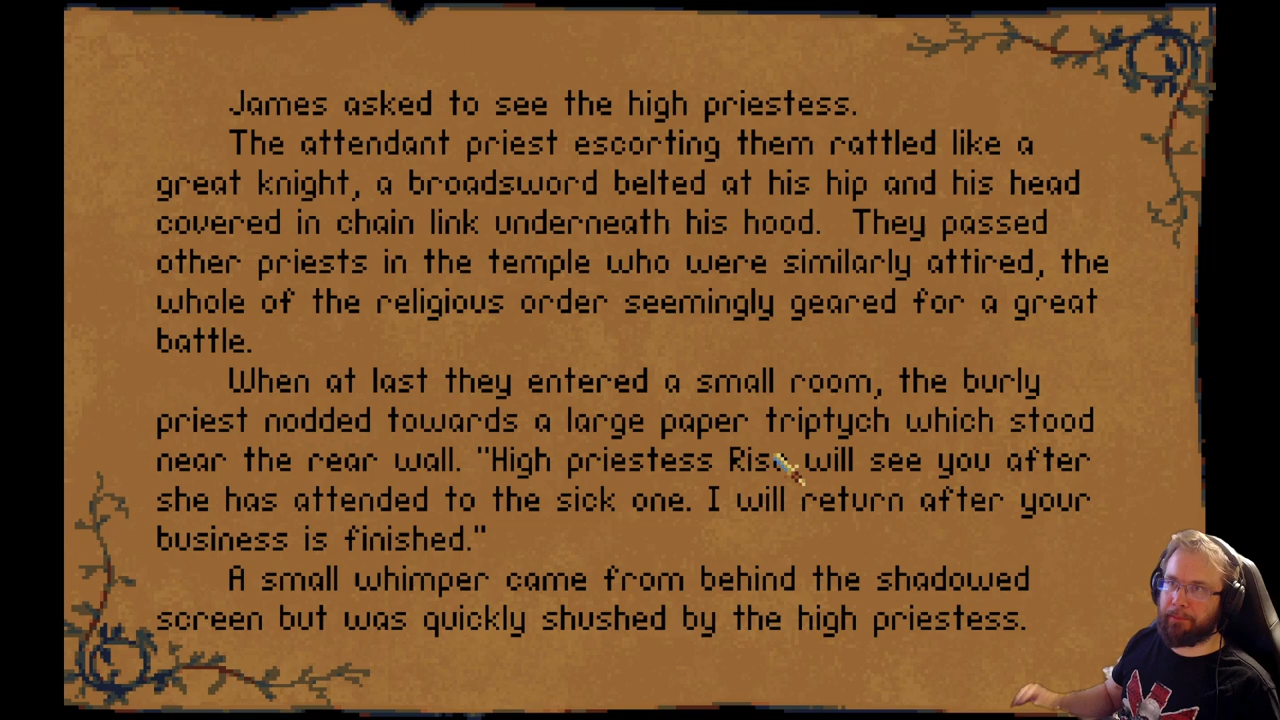 James asked to see the high priestess.
The attendant priest escorting them rattled like a
great knight, a broadsword belted at his hip and his head
covered in chain link underneath his hood.  They passed
other priests in the temple who were similarly attired, the
whole of the religious order seemingly geared for a great
battle.
When at last they entered a small room, the burly
priest nodded towards a large paper triptych which stood
near the rear wall. "High priestess will see you after
she has attended to the sick one. I will return after your
business is finished."
A small whimper came from behind the shadowed
screen but was quickly shushed by the high priestess.